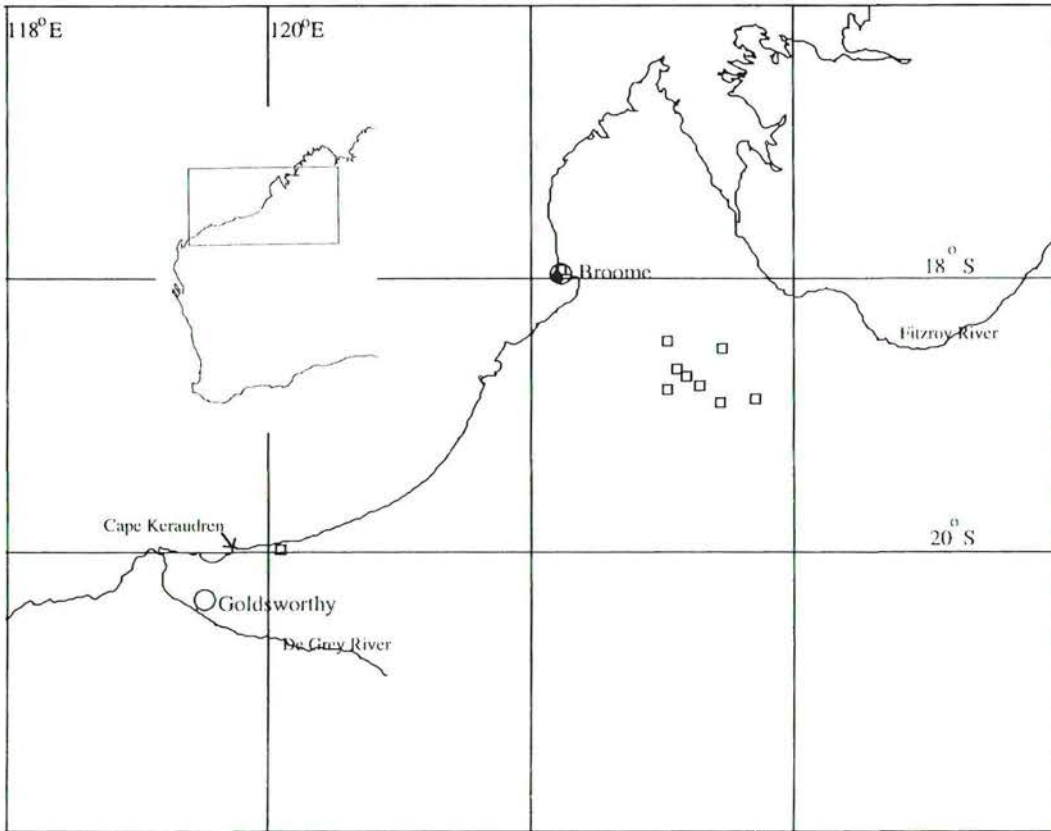 118°E
120°E
Broome
18° S
Fitzroy River
Cape Keraudren
20° S
Goldsworthy
De Grey River